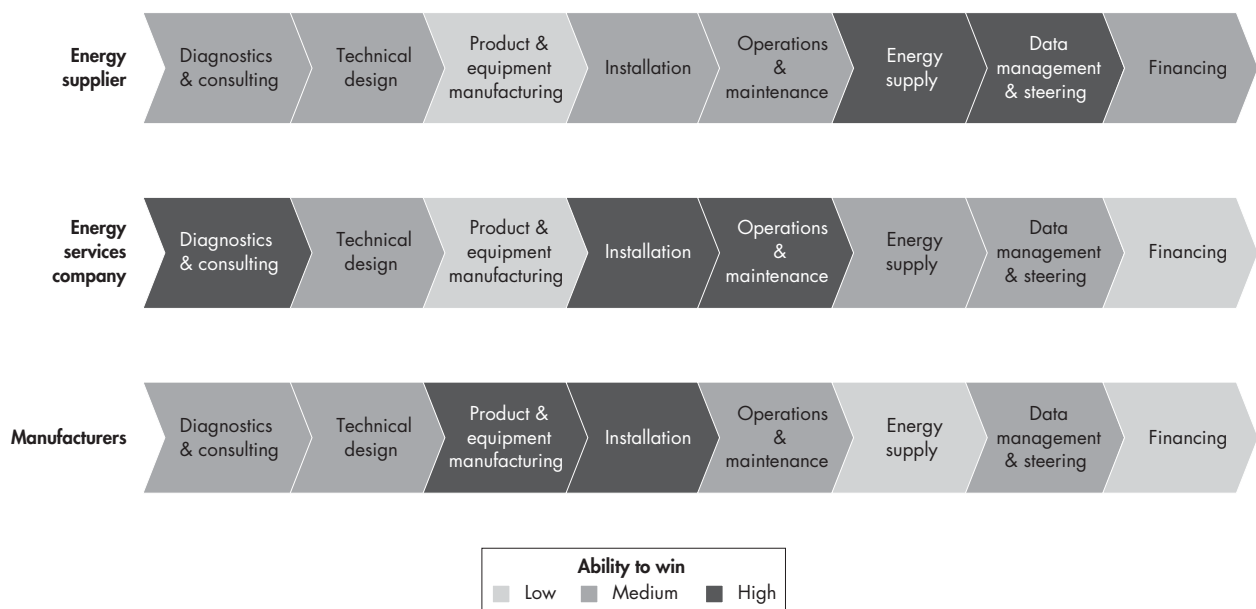 Energy
supplier
Diagnostics
& consulting
Technical
design
Product &
equipment
manufacturing
Installation
Operations
&
maintenance
Energy
supply
Data
management
& steering
Financing
Energy
services
company
Diagnostics
& consulting
Technical
design
Product &
equipment
manufacturing
Installation
Operations
&
maintenance
Energy
supply
Data
management
& steering
Financing
Manufacturers
Diagnostics
& consulting
Technical
design
Product &
equipment
manufacturing
Installation
Operations
&
maintenance
Energy
supply
Data
management
& steering
Financing
Ability to win
Low Medium High